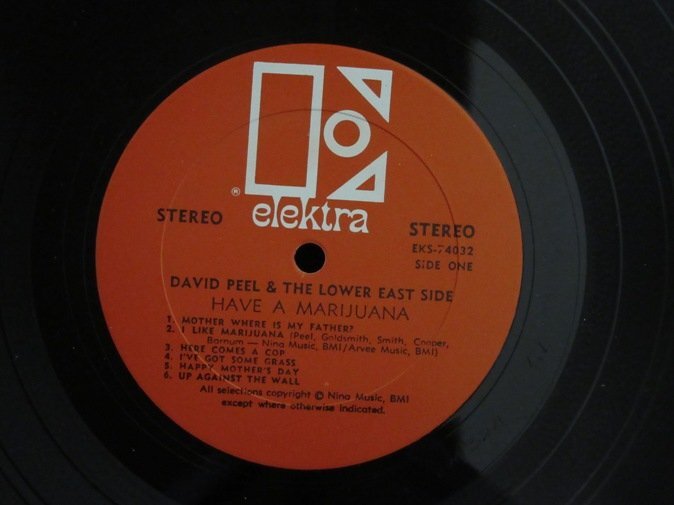 ®
elektra
STEREO STEREO
EKS-74032
SIDE ONE
DAVID PEEL & THE LOWER EAST SIDE
HAVE A MARIJUANA
1. MOTHER WHERE IS MY FATHER?
2. I LIKE MARIJUANA (Peel, Goldsmith, Smith, Cooper,
Barnum — Nina Music, BMI/Arvee Music, BMI)
3. HERE COMES A COP
4. I'VE GOT SOME GRASS
5. HAPPY MOTHER'S DAY
6. UP AGAINST THE WALL
All selections copyright © Nina Music, BMI
except where otherwise indicated.